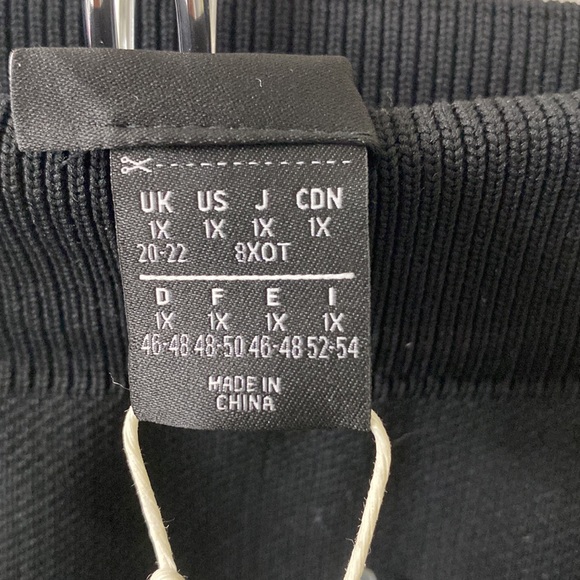 UK US J CDN
1X 1X 1X 1X
20-22 8XOT
D F E I
1X 1X 1X 1X
46-48 48-50 46-48 52-54
MADE IN
CHINA